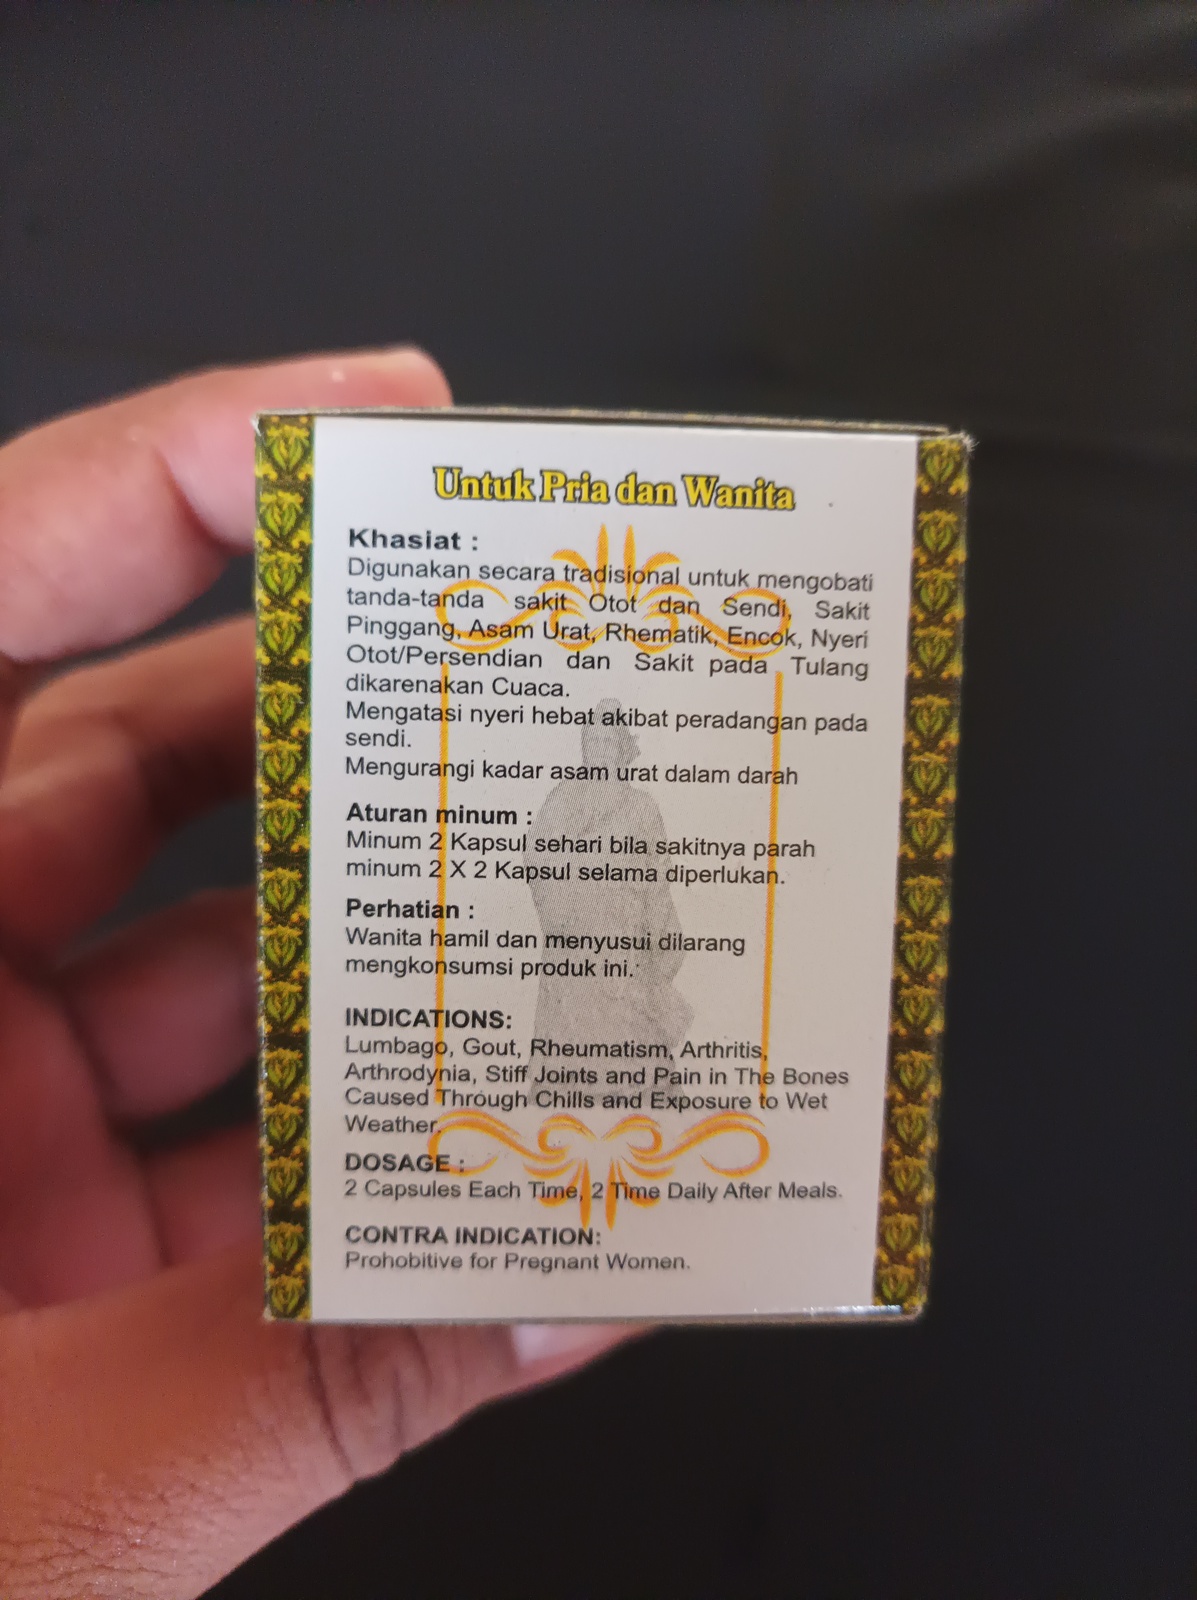 Untuk Pria dan Wanita
Khasiat :
Digunakan secara tradisional untuk mengobati
tanda-tanda sakit Otot dan Sendi, Sakit
Pinggang, Asam Urat, Rhematik, Encok, Nyeri
Otot/Persendian dan Sakit pada Tulang
dikarenakan Cuaca.
Mengatasi nyeri hebat akibat peradangan pada
sendi.
Mengurangi kadar asam urat dalam darah
Aturan minum :
Minum 2 Kapsul sehari bila sakitnya parah
minum 2 X 2 Kapsul selama diperlukan.
Perhatian :
Wanita hamil dan menyusui dilarang
mengkonsumsi produk ini.
INDICATIONS:
Lumbago, Gout, Rheumatism, Arthritis,
Arthrodynia, Stiff Joints and Pain in The Bones
Caused Through Chills and Exposure to Wet
Weather.
DOSAGE :
2 Capsules Each Time, 2 Time Daily After Meals.
CONTRA INDICATION:
Prohobitive for Pregnant Women.